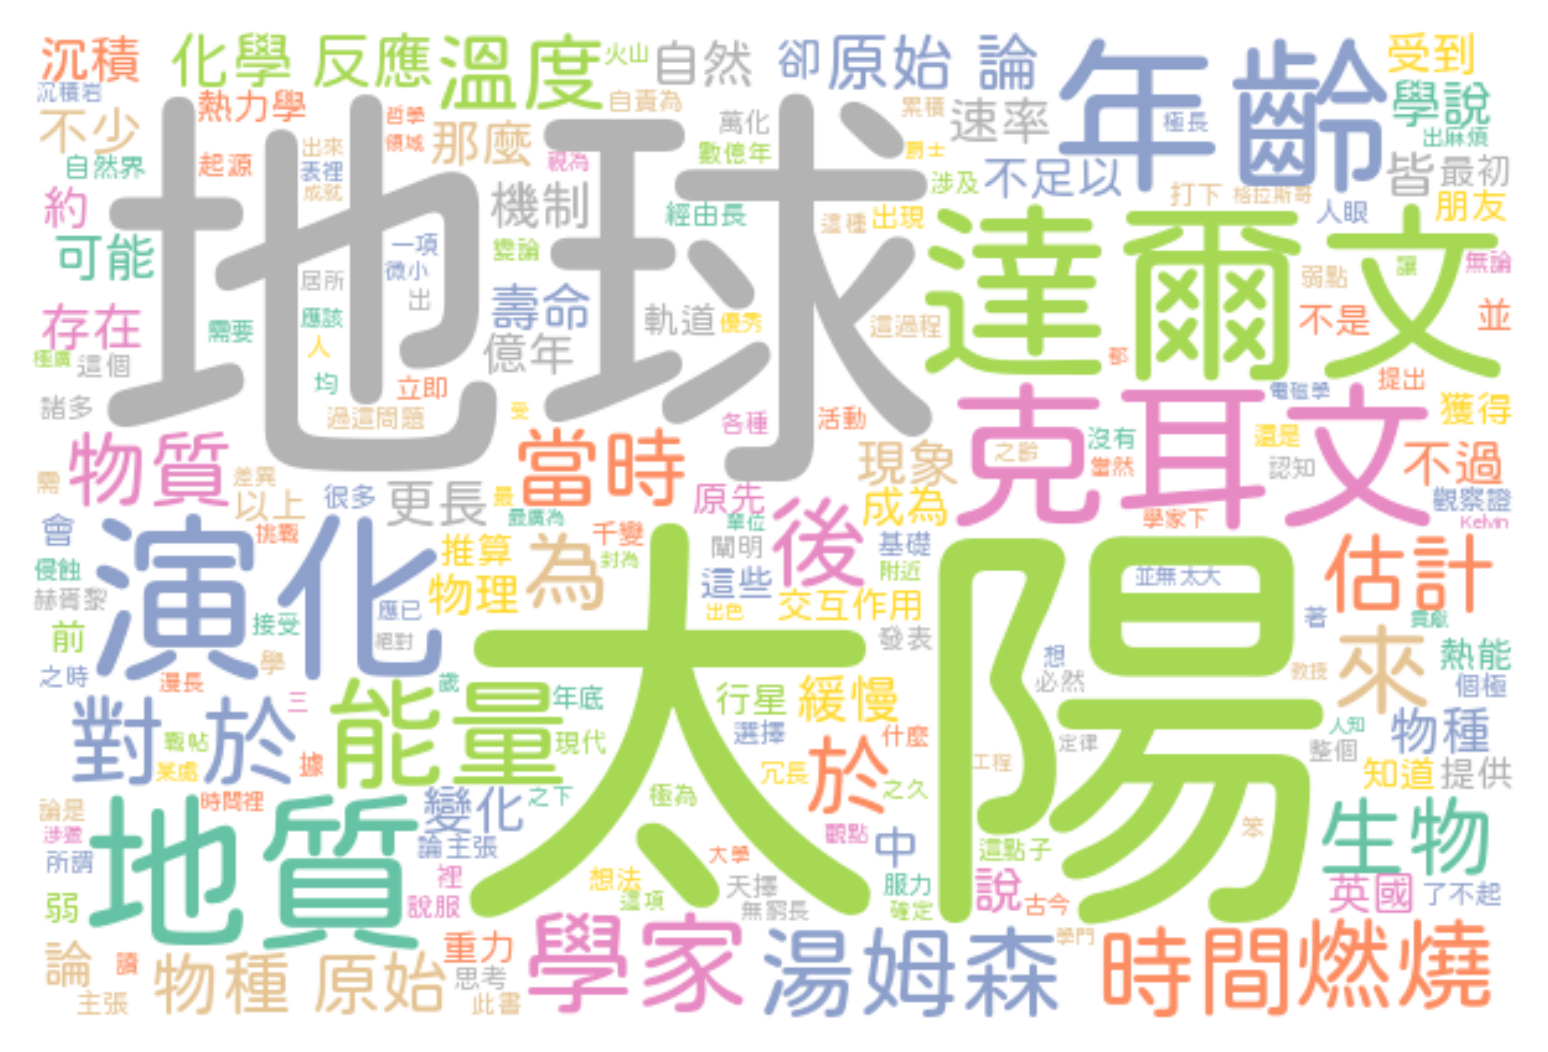 沉積 化學 反應 溫度 火山 自然 卻 原始 論 年齡 受到
沉積岩 熱力學 自責為 累積 速率 極長 學說
不少 哲學 領域 那麼 萬化 出麻煩
自然界 起源 出來 表裡 成就 視為 數億年 爵士 涉及 不足以 皆 最初
地球
約 機制 經由長 這種 出現 打下 格拉斯哥 人眼 朋友
可能 一項 變論 達爾文 讓 無論
居所 微小 出 弱點
存在 需要 應該 壽命 軌道 優秀 這過程 不是 並
極廣 這個 人 億年 都
均 立即 電磁學 提出
諸多 過這問題 受 各種 活動 克耳文 獲得
物質 當時 現象 之齡 沒有 還是 不過
需 差異 以上 很多 更長 最 原先 成為 當然 認知 觀察證
會 挑戰 最廣為 千變 單位 後 學家下 Kelvin
演化 推算 為 封為 闡明 基礎 估計
侵蝕 物理 這些 附近 並無 太大
赫胥黎 應已 出色 交互作用 著 貢獻
前 接受 絕對 太陽 發表 來
之時 漫長 學 想 必然 教授 熱能 個極
對於 三 能量 歲 年底 行星 緩慢 人知 物種
戰帖 某處 據 現代 選擇 於 什麼 定律 整個
工程 知道 提供
地質 時間裡 變化 之下 極為 冗長 之久
論是 涉獵 論主張 觀點 中 笨 生物
所謂 大學 這點子
弱 裡 說服 想法 這項 天擇 無窮長 服力 確定 說 古今 英國 了不起
論 讀 物種 原始 重力 學家 湯姆森 學門 時間 燃燒
主張 思考 此書